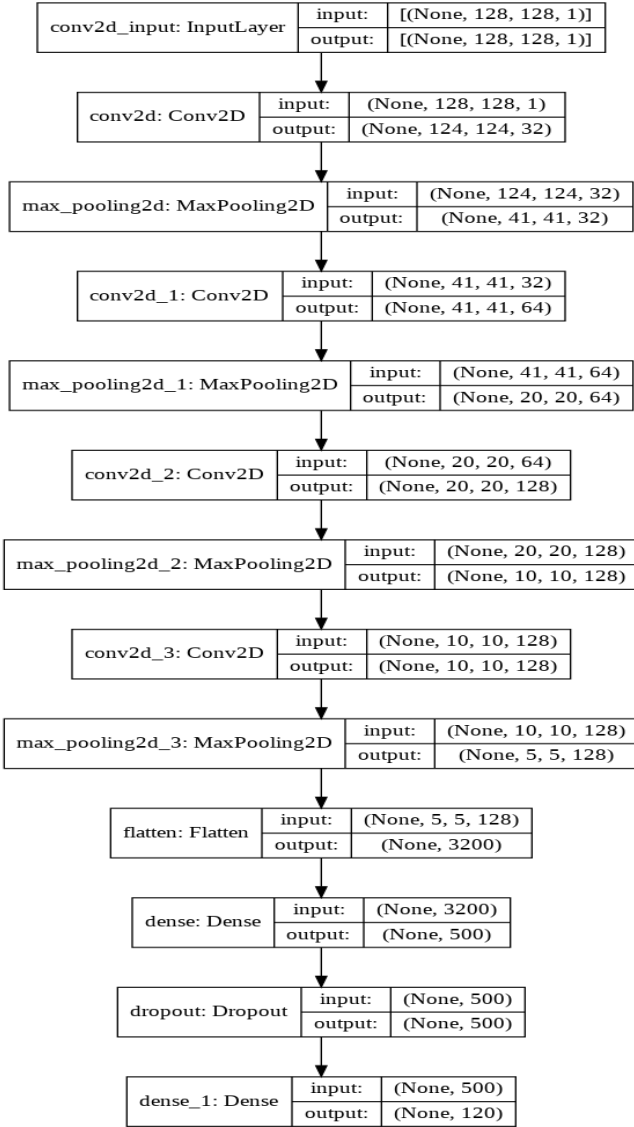 conv2d_input: InputLayer
input: [(None, 128, 128, 1)]
output: [(None, 128, 128, 1)]
conv2d: Conv2D
input: (None, 128, 128, 1)
output: (None, 124, 124, 32)
max_pooling2d: MaxPooling2D
input: (None, 124, 124, 32)
output: (None, 41, 41, 32)
conv2d_1: Conv2D
input: (None, 41, 41, 32)
output: (None, 41, 41, 64)
max_pooling2d_1: MaxPooling2D
input: (None, 41, 41, 64)
output: (None, 20, 20, 64)
conv2d_2: Conv2D
input: (None, 20, 20, 64)
output: (None, 20, 20, 128)
max_pooling2d_2: MaxPooling2D
input: (None, 20, 20, 128)
output: (None, 10, 10, 128)
conv2d_3: Conv2D
input: (None, 10, 10, 128)
output: (None, 10, 10, 128)
max_pooling2d_3: MaxPooling2D
input: (None, 10, 10, 128)
output: (None, 5, 5, 128)
flatten: Flatten
input: (None, 5, 5, 128)
output: (None, 3200)
dense: Dense
input: (None, 3200)
output: (None, 500)
dropout: Dropout
input: (None, 500)
output: (None, 500)
dense_1: Dense
input: (None, 500)
output: (None, 120)